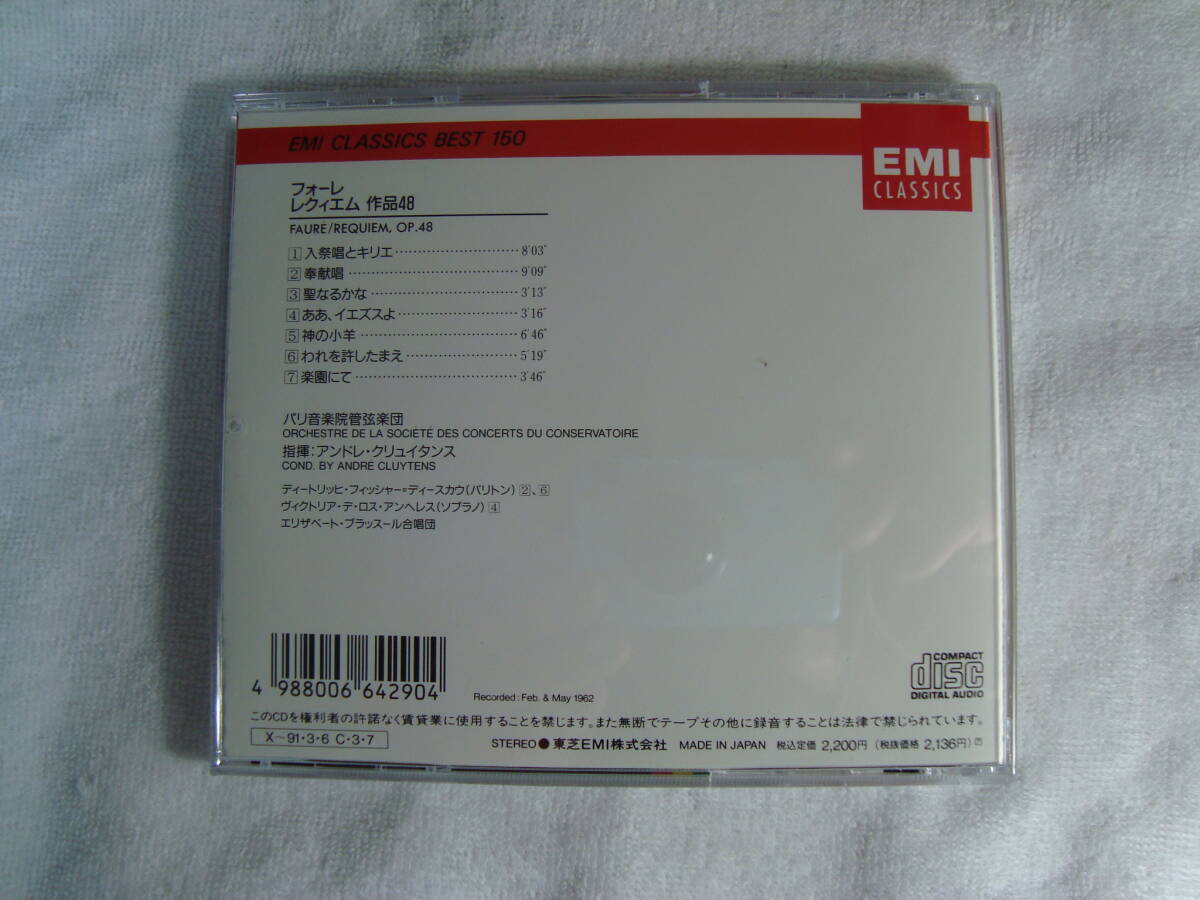 EMI CLASSICS BEST 150
EMI
CLASSICS
フォーレ
レクィエム 作品48
FAURÉ/REQUIEM, OP.48
1 入祭唱とキリエ 8'03"
2 奉献唱 9'09"
3 聖なるかな 3'13"
4 ああ、イエズスよ 3'16"
5 神の小羊 6'46"
6 われを許したまえ 5'19"
7 楽園にて 3'46"
パリ音楽院管弦楽団
ORCHESTRE DE LA SOCIÉTÉ DES CONCERTS DU CONSERVATOIRE
指揮：アンドレ・クリュイタンス
COND. BY ANDRÉ CLUYTENS
ディートリッヒ・フィッシャー=ディースカウ（バリトン）2、6
ヴィクトリア・デ・ロス・アンヘレス（ソプラノ）4
エリザベート・ブラッスール合唱団
4 988006 642904
Recorded: Feb. & May 1962
COMPACT
disc
DIGITAL AUDIO
このCDを権利者の許諾なく賃貸業に使用することを禁じます。また無断でテープその他に録音することは法律で禁じられています。
X〜91・3・6 C・3・7
STEREO ● 東芝EMI株式会社 MADE IN JAPAN 税込定価 2,200円（税抜価格 2,136円）